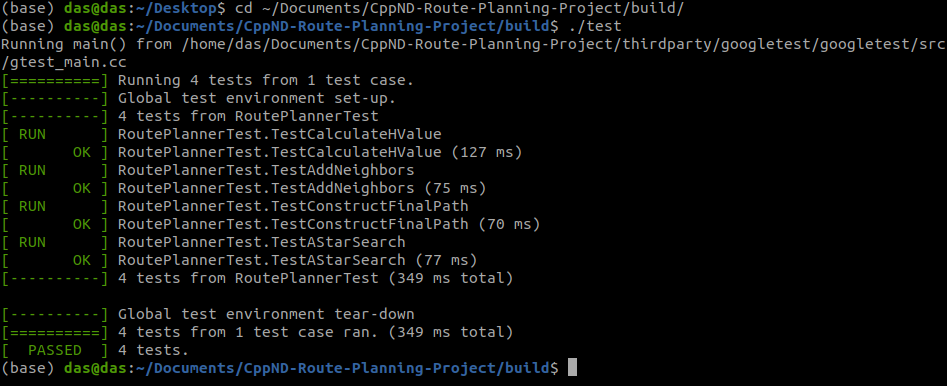 (base) das@das:~/Desktop$ cd ~/Documents/CppND-Route-Planning-Project/build/
(base) das@das:~/Documents/CppND-Route-Planning-Project/build$ ./test
Running main() from /home/das/Documents/CppND-Route-Planning-Project/thirdparty/googletest/googletest/src
/gtest_main.cc
[==========] Running 4 tests from 1 test case.
[----------] Global test environment set-up.
[----------] 4 tests from RoutePlannerTest
[ RUN      ] RoutePlannerTest.TestCalculateHValue
[       OK ] RoutePlannerTest.TestCalculateHValue (127 ms)
[ RUN      ] RoutePlannerTest.TestAddNeighbors
[       OK ] RoutePlannerTest.TestAddNeighbors (75 ms)
[ RUN      ] RoutePlannerTest.TestConstructFinalPath
[       OK ] RoutePlannerTest.TestConstructFinalPath (70 ms)
[ RUN      ] RoutePlannerTest.TestAStarSearch
[       OK ] RoutePlannerTest.TestAStarSearch (77 ms)
[----------] 4 tests from RoutePlannerTest (349 ms total)

[----------] Global test environment tear-down
[==========] 4 tests from 1 test case ran. (349 ms total)
[  PASSED  ] 4 tests.
(base) das@das:~/Documents/CppND-Route-Planning-Project/build$